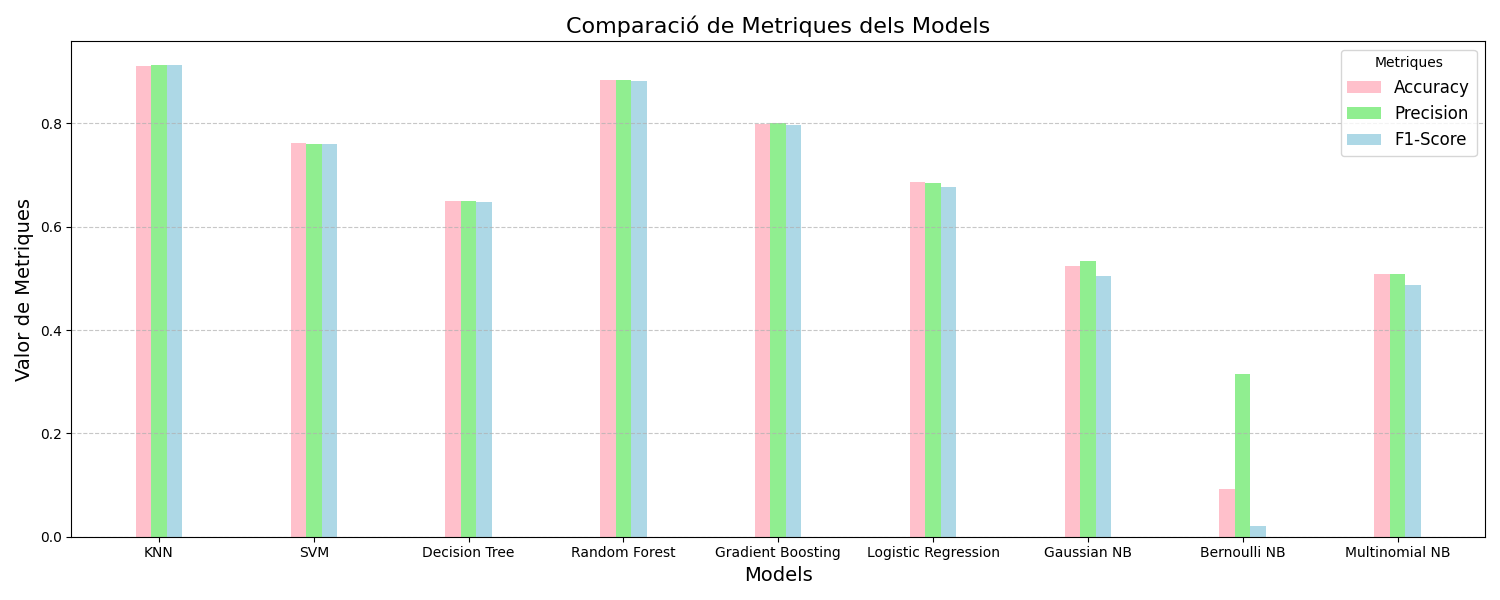 Comparació de Metriques dels Models
Metriques
Accuracy
Precision
F1-Score
Valor de Metriques
0.8
0.6
0.4
0.2
0.0
KNN
SVM
Decision Tree
Random Forest
Gradient Boosting
Logistic Regression
Gaussian NB
Bernoulli NB
Multinomial NB
Models